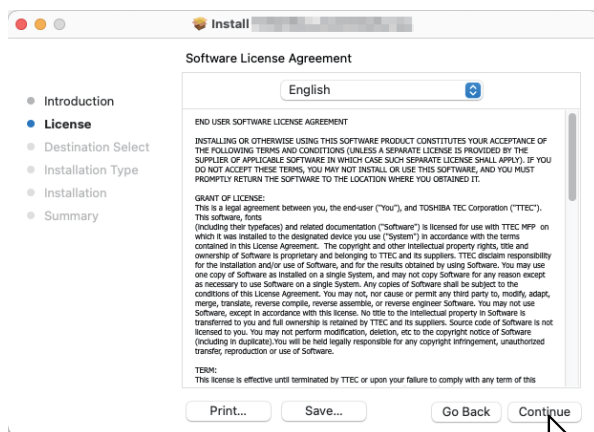 Install
Software License Agreement
English
Introduction
License
Destination Select
Installation Type
Installation
Summary
END USER SOFTWARE LICENSE AGREEMENT
INSTALLING OR OTHERWISE USING THIS SOFTWARE PRODUCT CONSTITUTES YOUR ACCEPTANCE OF
THE FOLLOWING TERMS AND CONDITIONS (UNLESS A SEPARATE LICENSE IS PROVIDED BY THE
SUPPLIER OF APPLICABLE SOFTWARE IN WHICH CASE SUCH SEPARATE LICENSE SHALL APPLY). IF YOU
DO NOT ACCEPT THESE TERMS, YOU MAY NOT INSTALL OR USE THIS SOFTWARE, AND YOU MUST
PROMPTLY RETURN THE SOFTWARE TO THE LOCATION WHERE YOU OBTAINED IT.
GRANT OF LICENSE:
This is a legal agreement between you, the end-user ("You"), and TOSHIBA TEC Corporation ("TTEC").
This software, fonts
(including their typefaces) and related documentation ("Software") is licensed for use with TTEC MFP on
which it was installed to the designated device you use ("System") in accordance with the terms
contained in this License Agreement. The copyright and other intellectual property rights, title and
ownership of Software is proprietary and belonging to TTEC and its suppliers. TTEC disclaim responsibility
for the installation and/or use of Software, and for the results obtained by using Software. You may use
one copy of Software as installed on a single System, and may not copy Software for any reason except
as necessary to use Software on a single System. Any copies of Software shall be subject to the
conditions of this License Agreement. You may not, nor cause or permit any third party to, modify, adapt,
merge, translate, reverse compile, reverse assemble, or reverse engineer Software. You may not use
Software, except in accordance with this license. No title to the intellectual property in Software is
transferred to you and full ownership is retained by TTEC and its suppliers. Source code of Software is not
licensed to you. You may not perform modification, deletion, etc to the copyright notice of Software
(including in duplicate).You will be held legally responsible for any copyright infringement, unauthorized
transfer, reproduction or use of Software.
TERM:
This license is effective until terminated by TTEC or upon your failure to comply with any term of this
Print...
Save...
Go Back
Continue